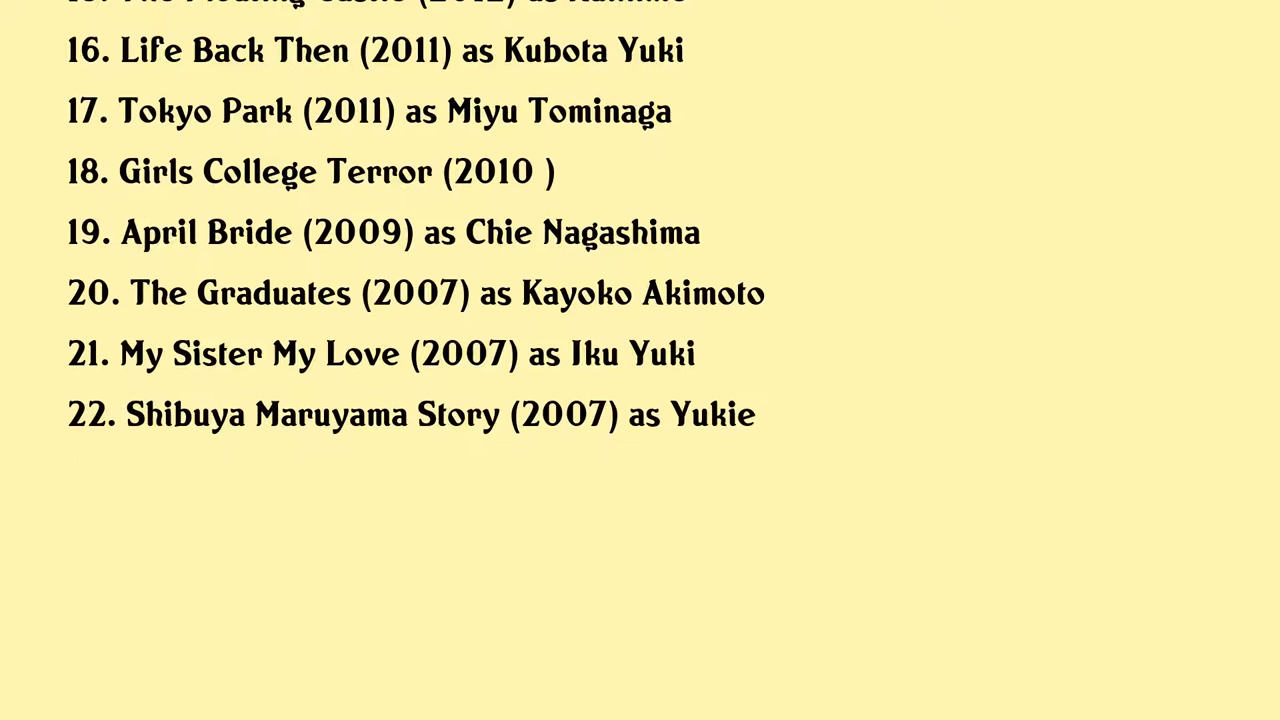 16. Life Back Then (2011) as Kubota Yuki
17. Tokyo Park (2011) as Miyu Tominaga
18. Girls College Terror (2010 )
19. April Bride (2009) as Chie Nagashima
20. The Graduates (2007) as Kayoko Akimoto
21. My Sister My Love (2007) as Iku Yuki
22. Shibuya Maruyama Story (2007) as Yukie